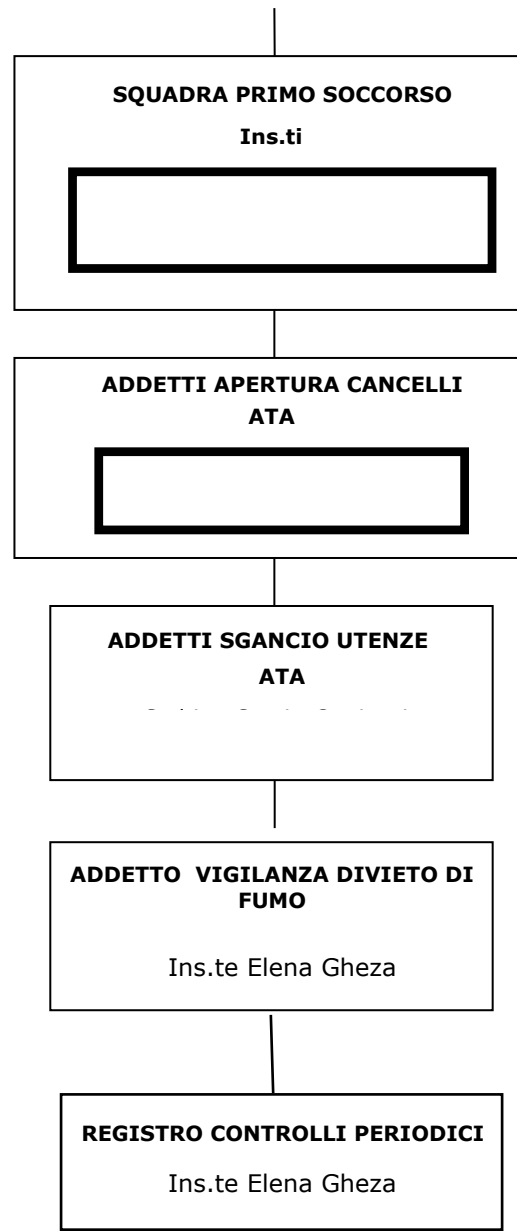 SQUADRA PRIMO SOCCORSO
Ins.ti
ADDETTI APERTURA CANCELLI
ATA
ADDETTI SGANCIO UTENZE
ATA
ADDETTO VIGILANZA DIVIETO DI
FUMO
Ins.te Elena Gheza
REGISTRO CONTROLLI PERIODICI
Ins.te Elena Gheza